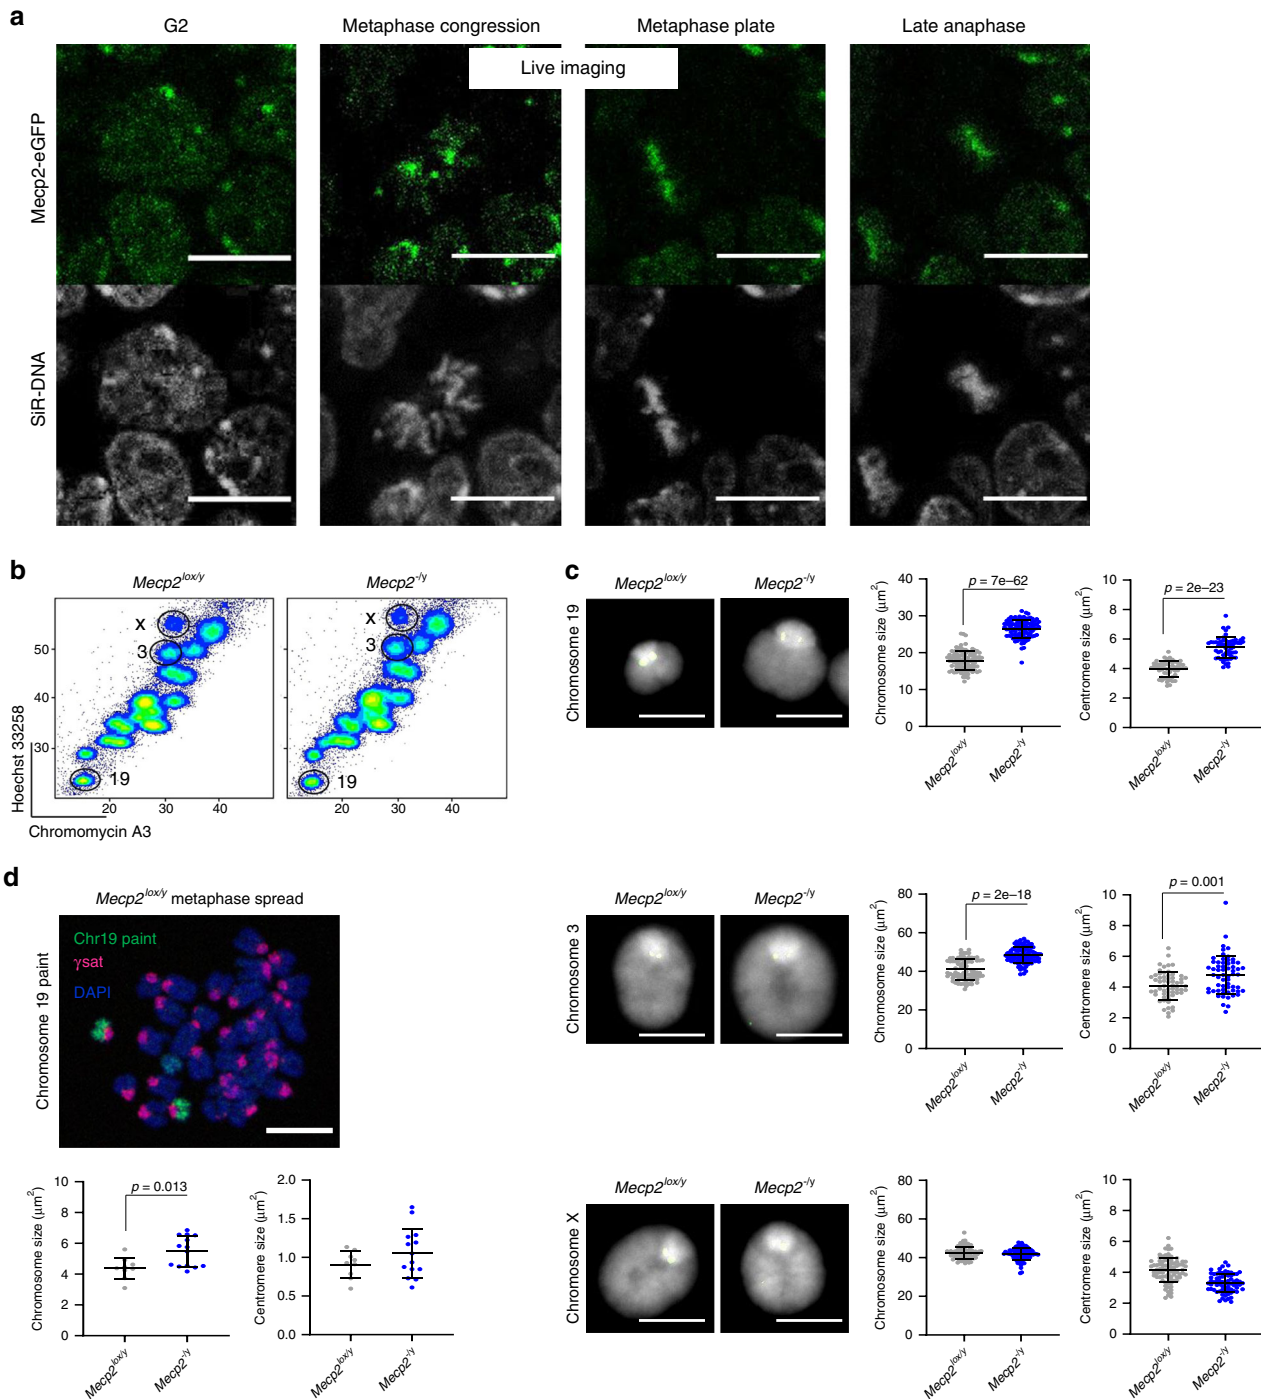 a
G2
Metaphase congression
Metaphase plate
Late anaphase
Live imaging
Mecp2-eGFP
SiR-DNA
b
Mecp2lox/y
Mecp2-/y
X
3
19
X
3
19
50
40
30
20 30 40
20 30 40
Hoechst 33258
Chromomycin A3
c
Mecp2lox/y
Mecp2-/y
Chromosome 19
Chromosome size (µm2)
40
30
20
10
0
p = 7e–62
Mecp2lox/y
Mecp2-/y
Centromere size (µm2)
10
8
6
4
2
0
p = 2e–23
Mecp2lox/y
Mecp2-/y
d
Mecp2lox/y metaphase spread
Chromosome 19 paint
Chr19 paint
γsat
DAPI
Chromosome size (µm2)
10
8
6
4
2
0
p = 0.013
Mecp2lox/y
Mecp2-/y
Centromere size (µm2)
2.0
1.5
1.0
0.5
0.0
Mecp2lox/y
Mecp2-/y
Mecp2lox/y
Mecp2-/y
Chromosome 3
Chromosome size (µm2)
80
60
40
20
0
p = 2e–18
Mecp2lox/y
Mecp2-/y
Centromere size (µm2)
10
8
6
4
2
0
p = 0.001
Mecp2lox/y
Mecp2-/y
Mecp2lox/y
Mecp2-/y
Chromosome X
Chromosome size (µm2)
80
60
40
20
0
Mecp2lox/y
Mecp2-/y
Centromere size (µm2)
10
8
6
4
2
0
Mecp2lox/y
Mecp2-/y